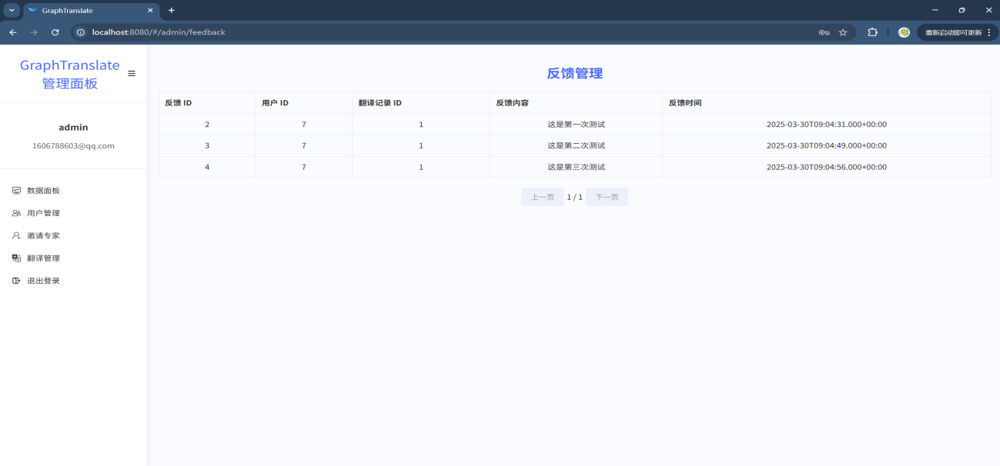 GraphTranslate
localhost:8080/#/admin/feedback
重新启动即可更新
GraphTranslate
管理面板
admin
1606788603@qq.com
数据面板
用户管理
邀请专家
翻译管理
退出登录
反馈管理
反馈 ID 用户 ID 翻译记录 ID 反馈内容 反馈时间
2 7 1 这是第一次测试 2025-03-30T09:04:31.000+00:00
3 7 1 这是第二次测试 2025-03-30T09:04:49.000+00:00
4 7 1 这是第三次测试 2025-03-30T09:04:56.000+00:00
上一页 1 / 1 下一页